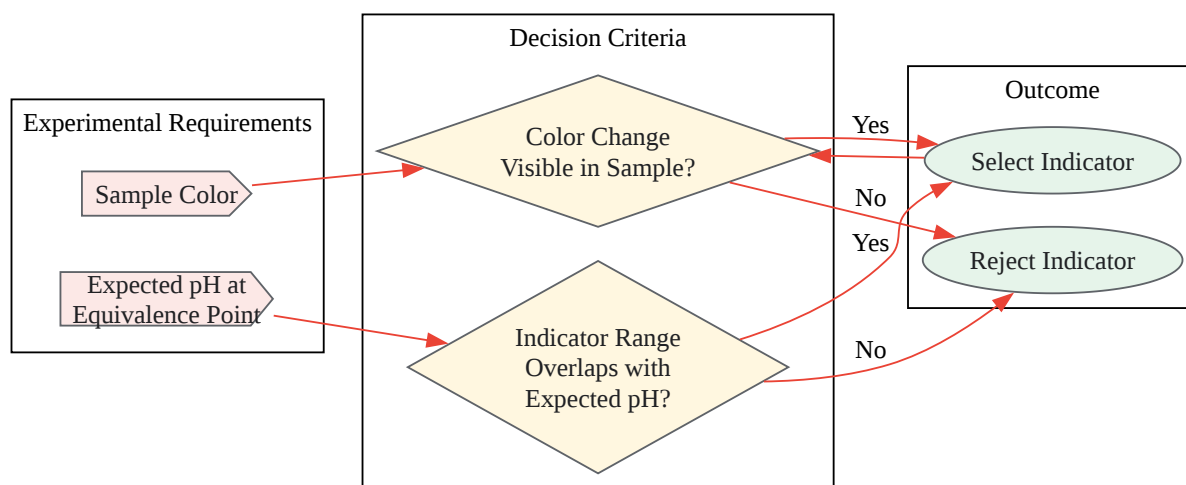 Experimental Requirements
Sample Color
Expected pH at
Equivalence Point
Decision Criteria
Color Change
Visible in Sample?
Indicator Range
Overlaps with
Expected pH?
Yes
No
Yes
No
Outcome
Select Indicator
Reject Indicator